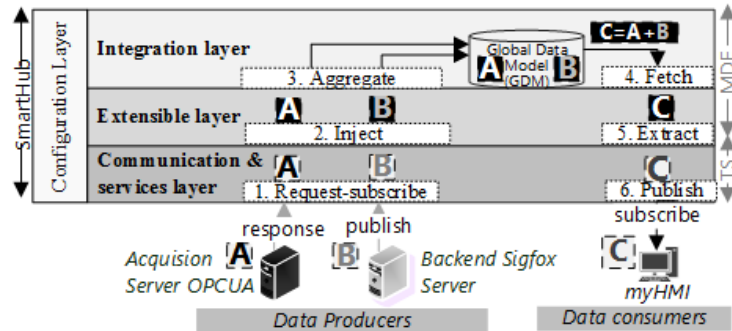 SmartHub
Configuration Layer
Integration layer
3. Aggregate
Global Data
Model
(GDM)
A
B
C=A+B
4. Fetch
MDE
Extensible layer
A
B
C
2. Inject
5. Extract
Communication &
services layer
A
B
C
1. Request-subscribe
6. Publish
TS
response
publish
subscribe
Acquision
Server OPCUA
A
B
Backend Sigfox
Server
C
myHMI
Data Producers
Data consumers